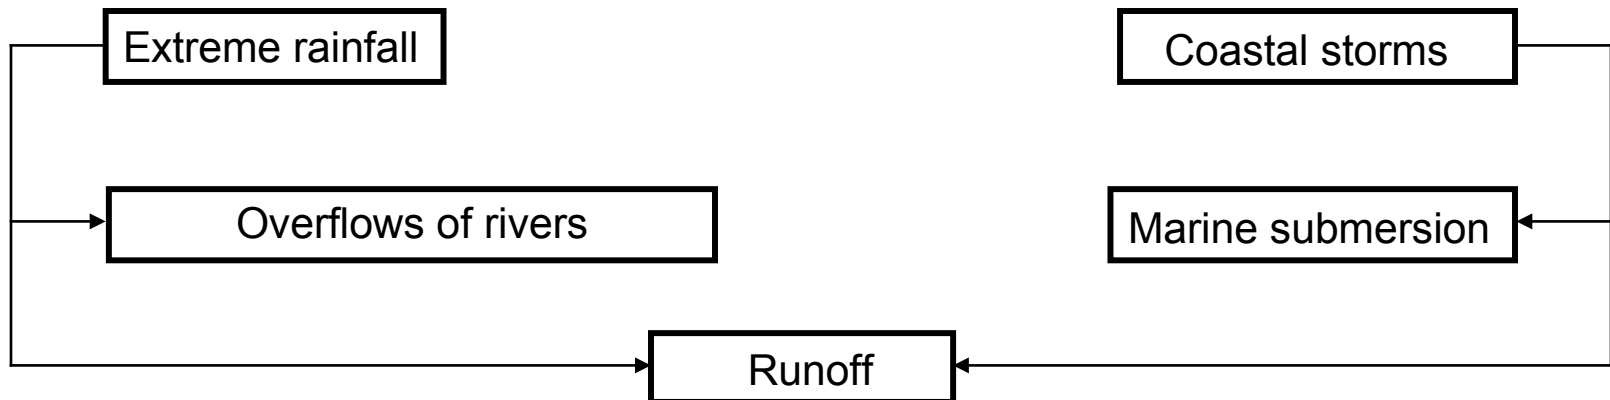 Extreme rainfall
Coastal storms
Overflows of rivers
Marine submersion
Runoff